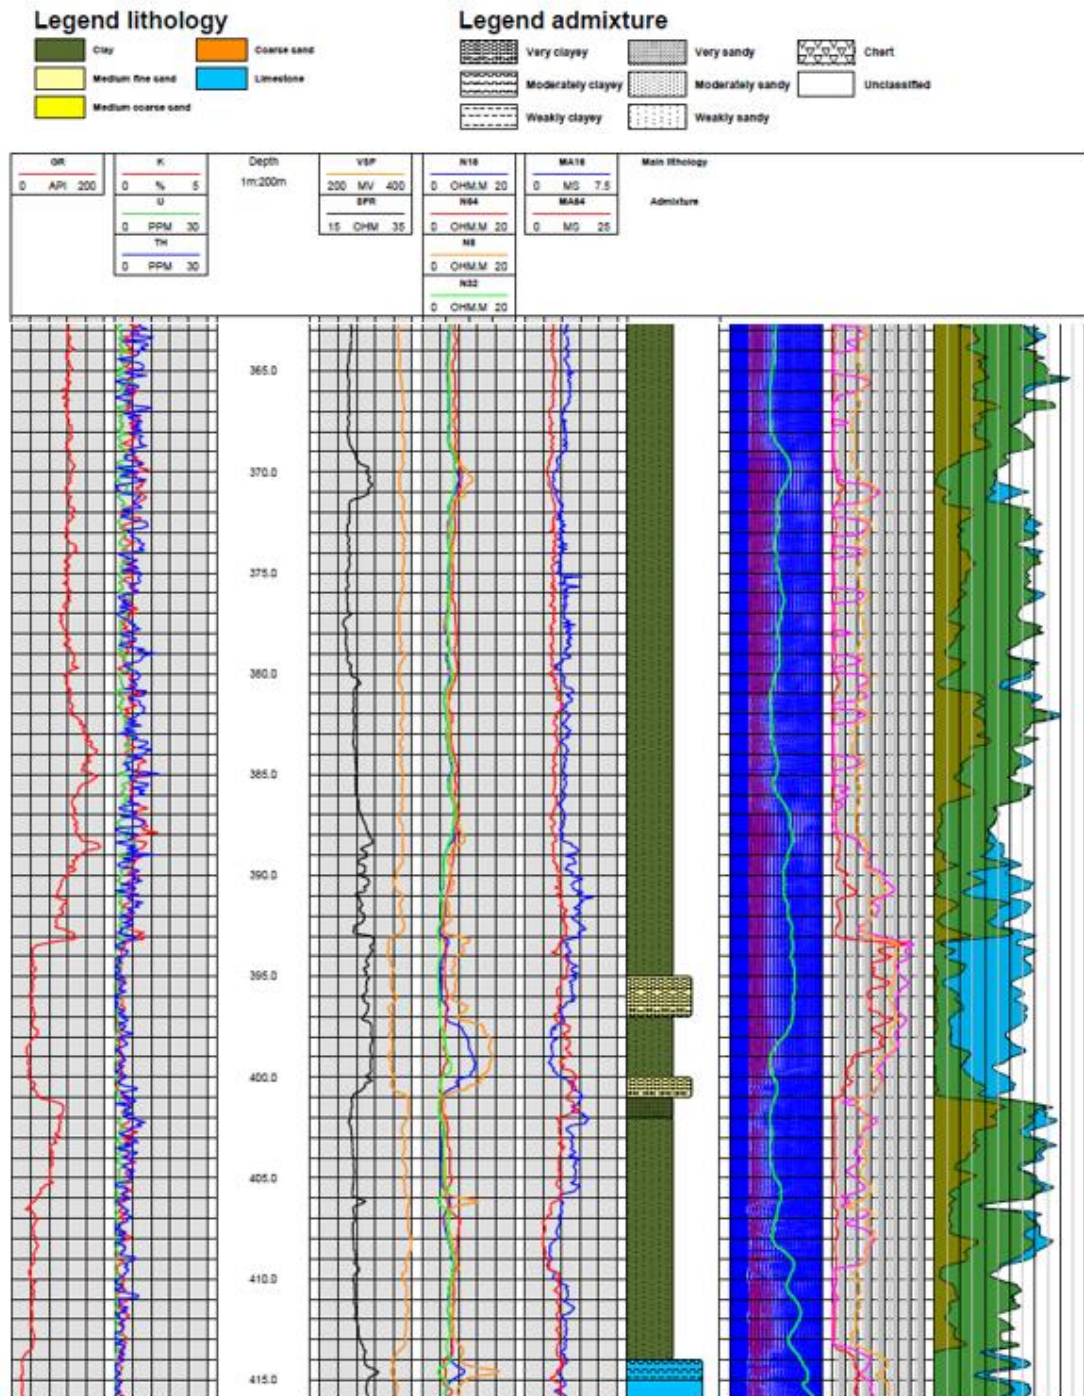 Legend lithology
Clay
Coarse sand
Medium fine sand
Limestone
Medium coarse sand
Legend admixture
Very clayey
Very sandy
Chert
Moderately clayey
Moderately sandy
Unclassified
Weakly clayey
Weakly sandy
GR
0 API 200
K
0 % 5
U
0 PPM 30
TH
0 PPM 30
Depth
1m:200m
VSP
200 MV 400
SPR
15 OHM 35
N16
0 OHM.M 20
N64
0 OHM.M 20
N8
0 OHM.M 20
N32
0 OHM.M 20
MA16
0 MS 7.5
MA64
0 MS 25
Main lithology
Admixture
365.0
370.0
375.0
380.0
385.0
390.0
395.0
400.0
405.0
410.0
415.0